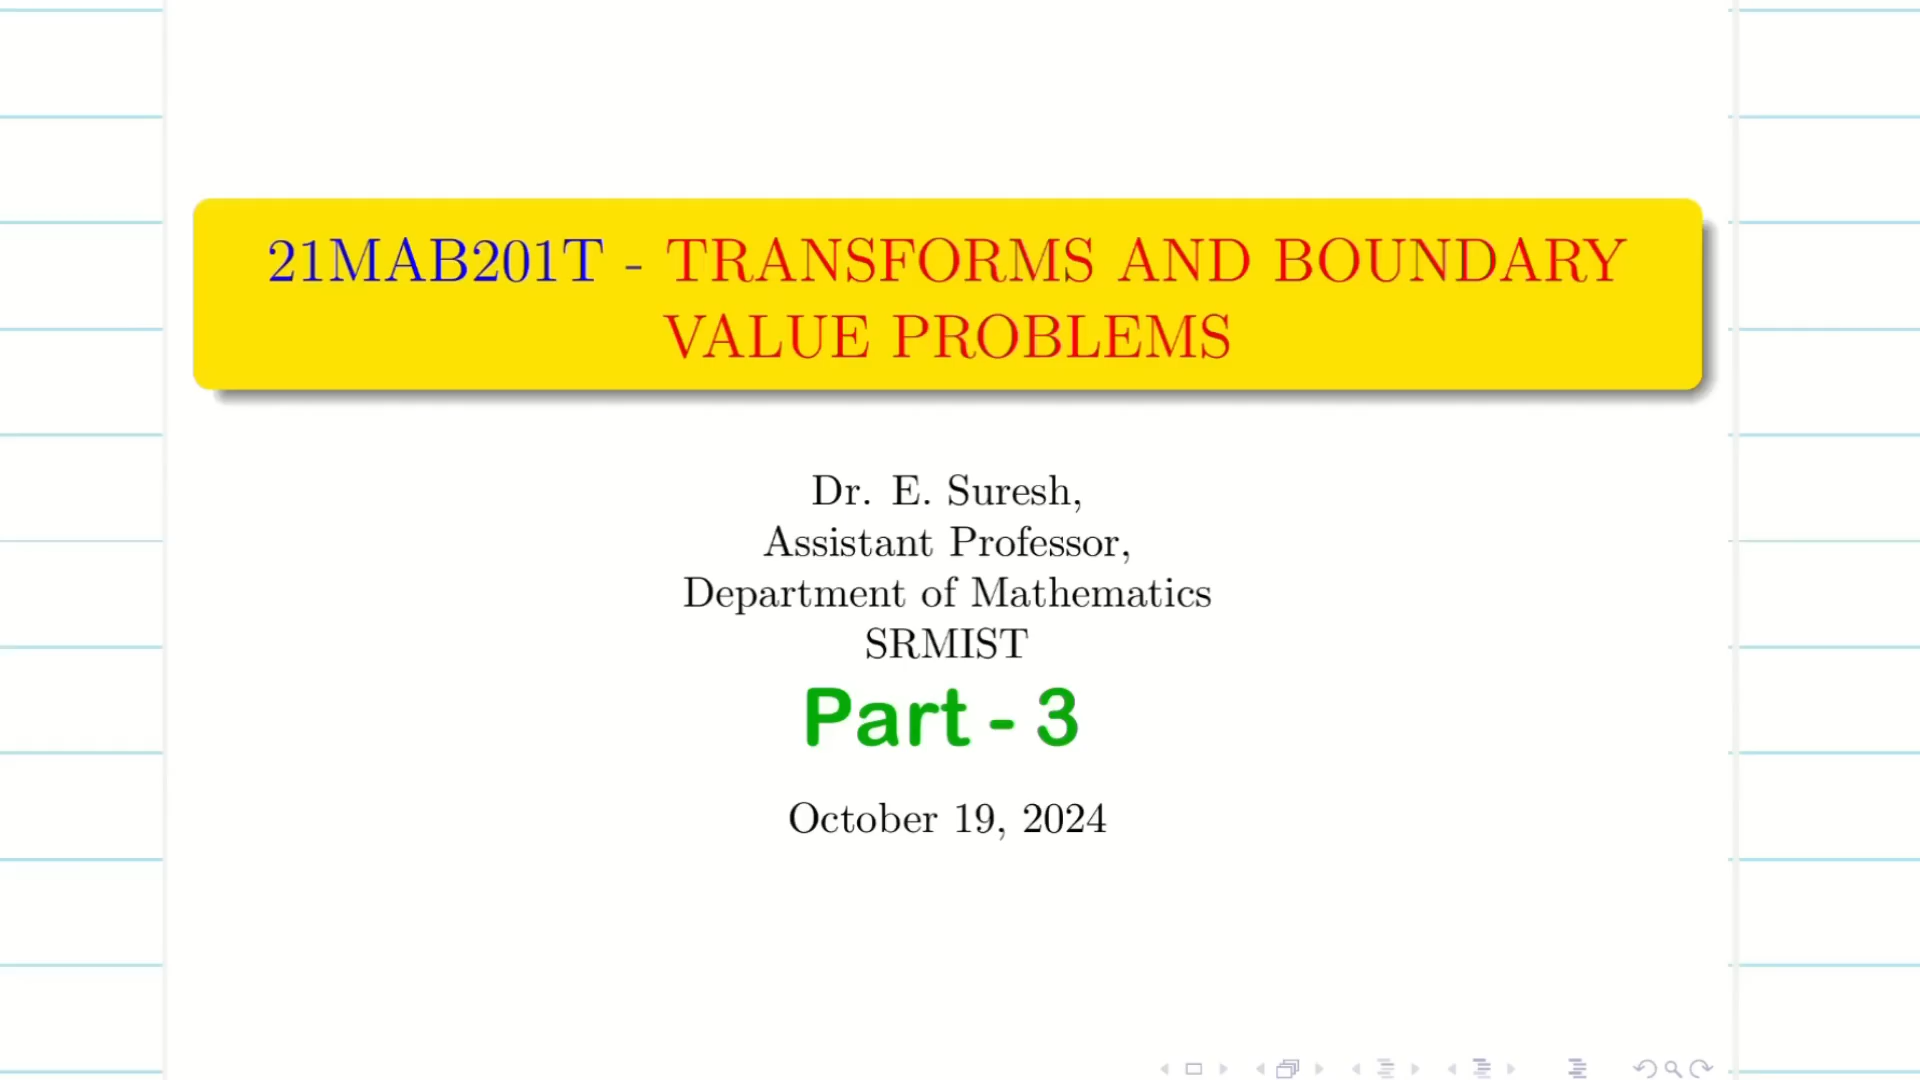 21MAB201T - TRANSFORMS AND BOUNDARY
VALUE PROBLEMS
Dr. E. Suresh,
Assistant Professor,
Department of Mathematics
SRMIST
Part - 3
October 19, 2024